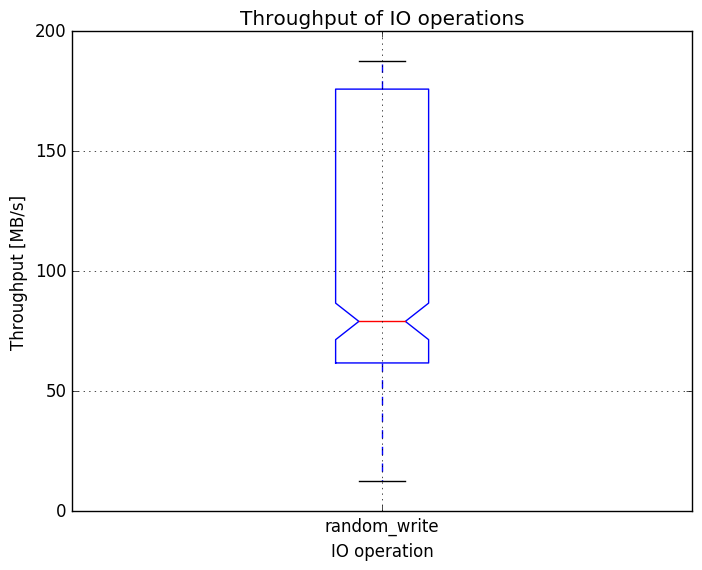 Throughput of IO operations
200
150
100
50
0
Throughput [MB/s]
random_write
IO operation